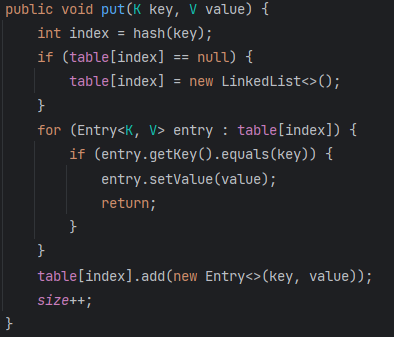 public void put(K key, V value) {
    int index = hash(key);
    if (table[index] == null) {
        table[index] = new LinkedList<>();
    }
    for (Entry<K, V> entry : table[index]) {
        if (entry.getKey().equals(key)) {
            entry.setValue(value);
            return;
        }
    }
    table[index].add(new Entry<>(key, value));
    size++;
}